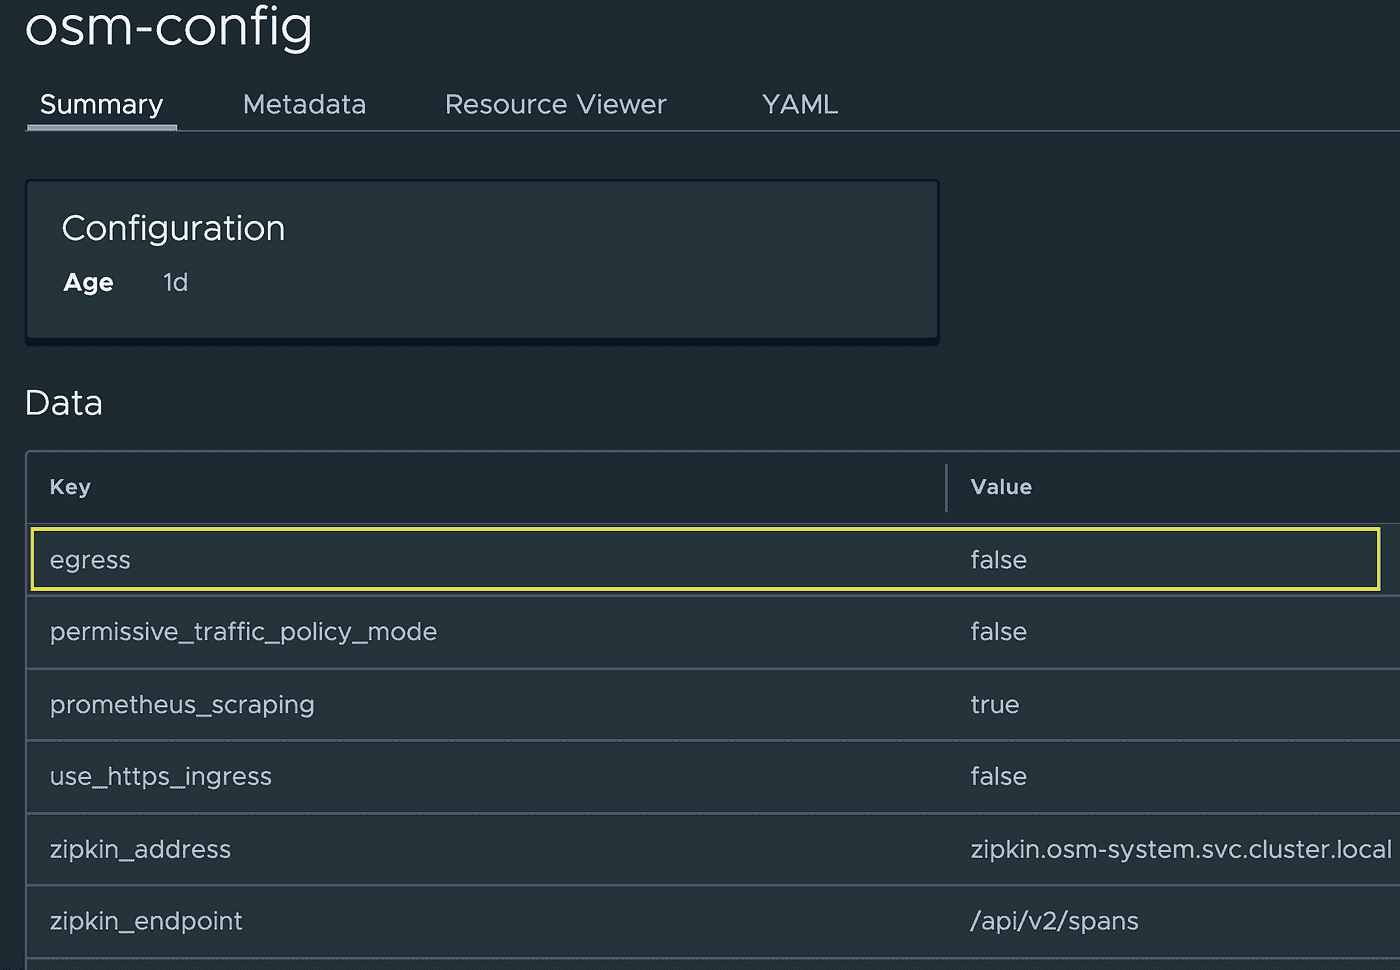 osm-config
Summary Metadata Resource Viewer YAML
Configuration
Age 1d
Data
Key Value
egress false
permissive_traffic_policy_mode false
prometheus_scraping true
use_https_ingress false
zipkin_address zipkin.osm-system.svc.cluster.local
zipkin_endpoint /api/v2/spans